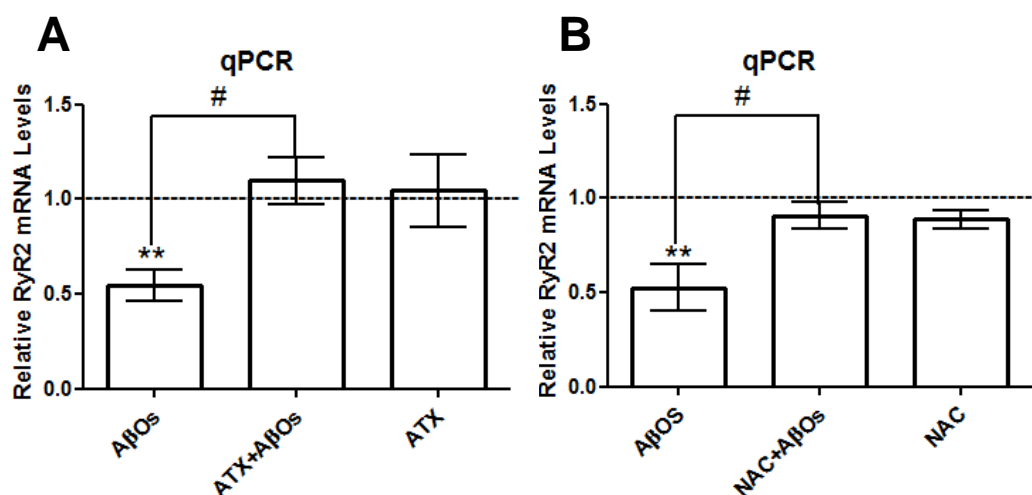 A
qPCR
#
Relative RyR2 mRNA Levels
1.5
1.0
0.5
0.0
**
AβOs
ATX+AβOs
ATX
B
qPCR
#
Relative RyR2 mRNA Levels
1.5
1.0
0.5
0.0
**
AβOS
NAC+AβOs
NAC